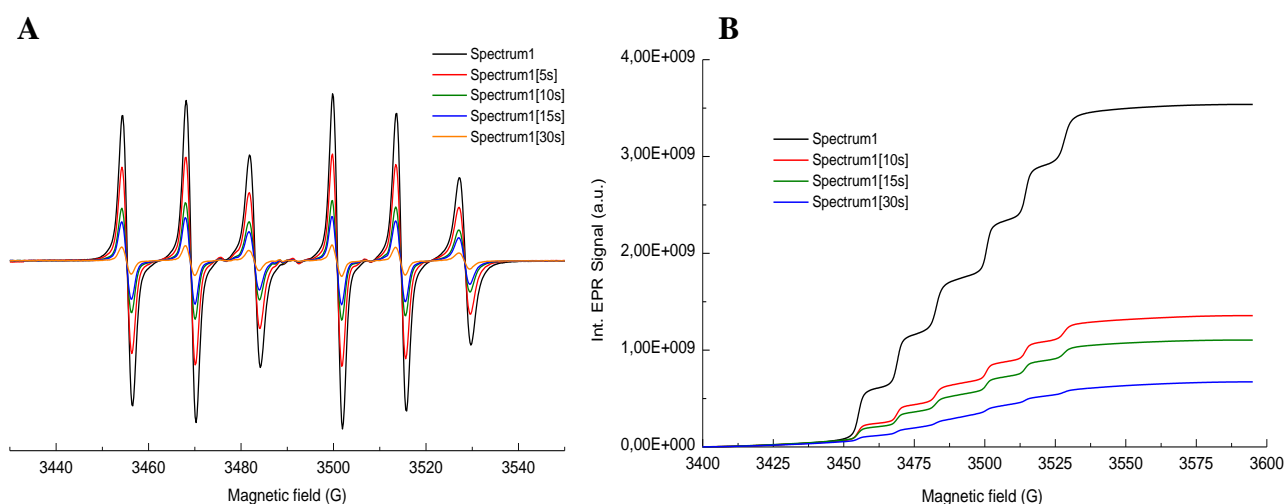 A
Spectrum1
Spectrum1[5s]
Spectrum1[10s]
Spectrum1[15s]
Spectrum1[30s]
3440 3460 3480 3500 3520 3540
Magnetic field (G)
B
Int. EPR Signal (a.u.)
4,00E+009
3,00E+009
2,00E+009
1,00E+009
0,00E+000
Spectrum1
Spectrum1[10s]
Spectrum1[15s]
Spectrum1[30s]
3400 3425 3450 3475 3500 3525 3550 3575 3600
Magnetic field (G)